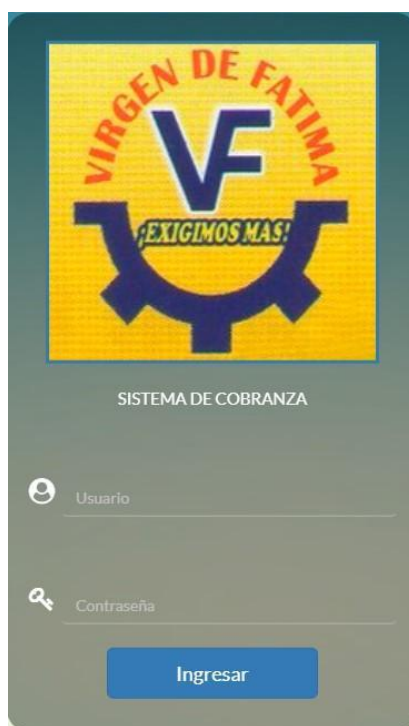 VIRGEN DE FATIMA
VF
¡EXIGIMOS MAS!
SISTEMA DE COBRANZA
Usuario
Contraseña
Ingresar